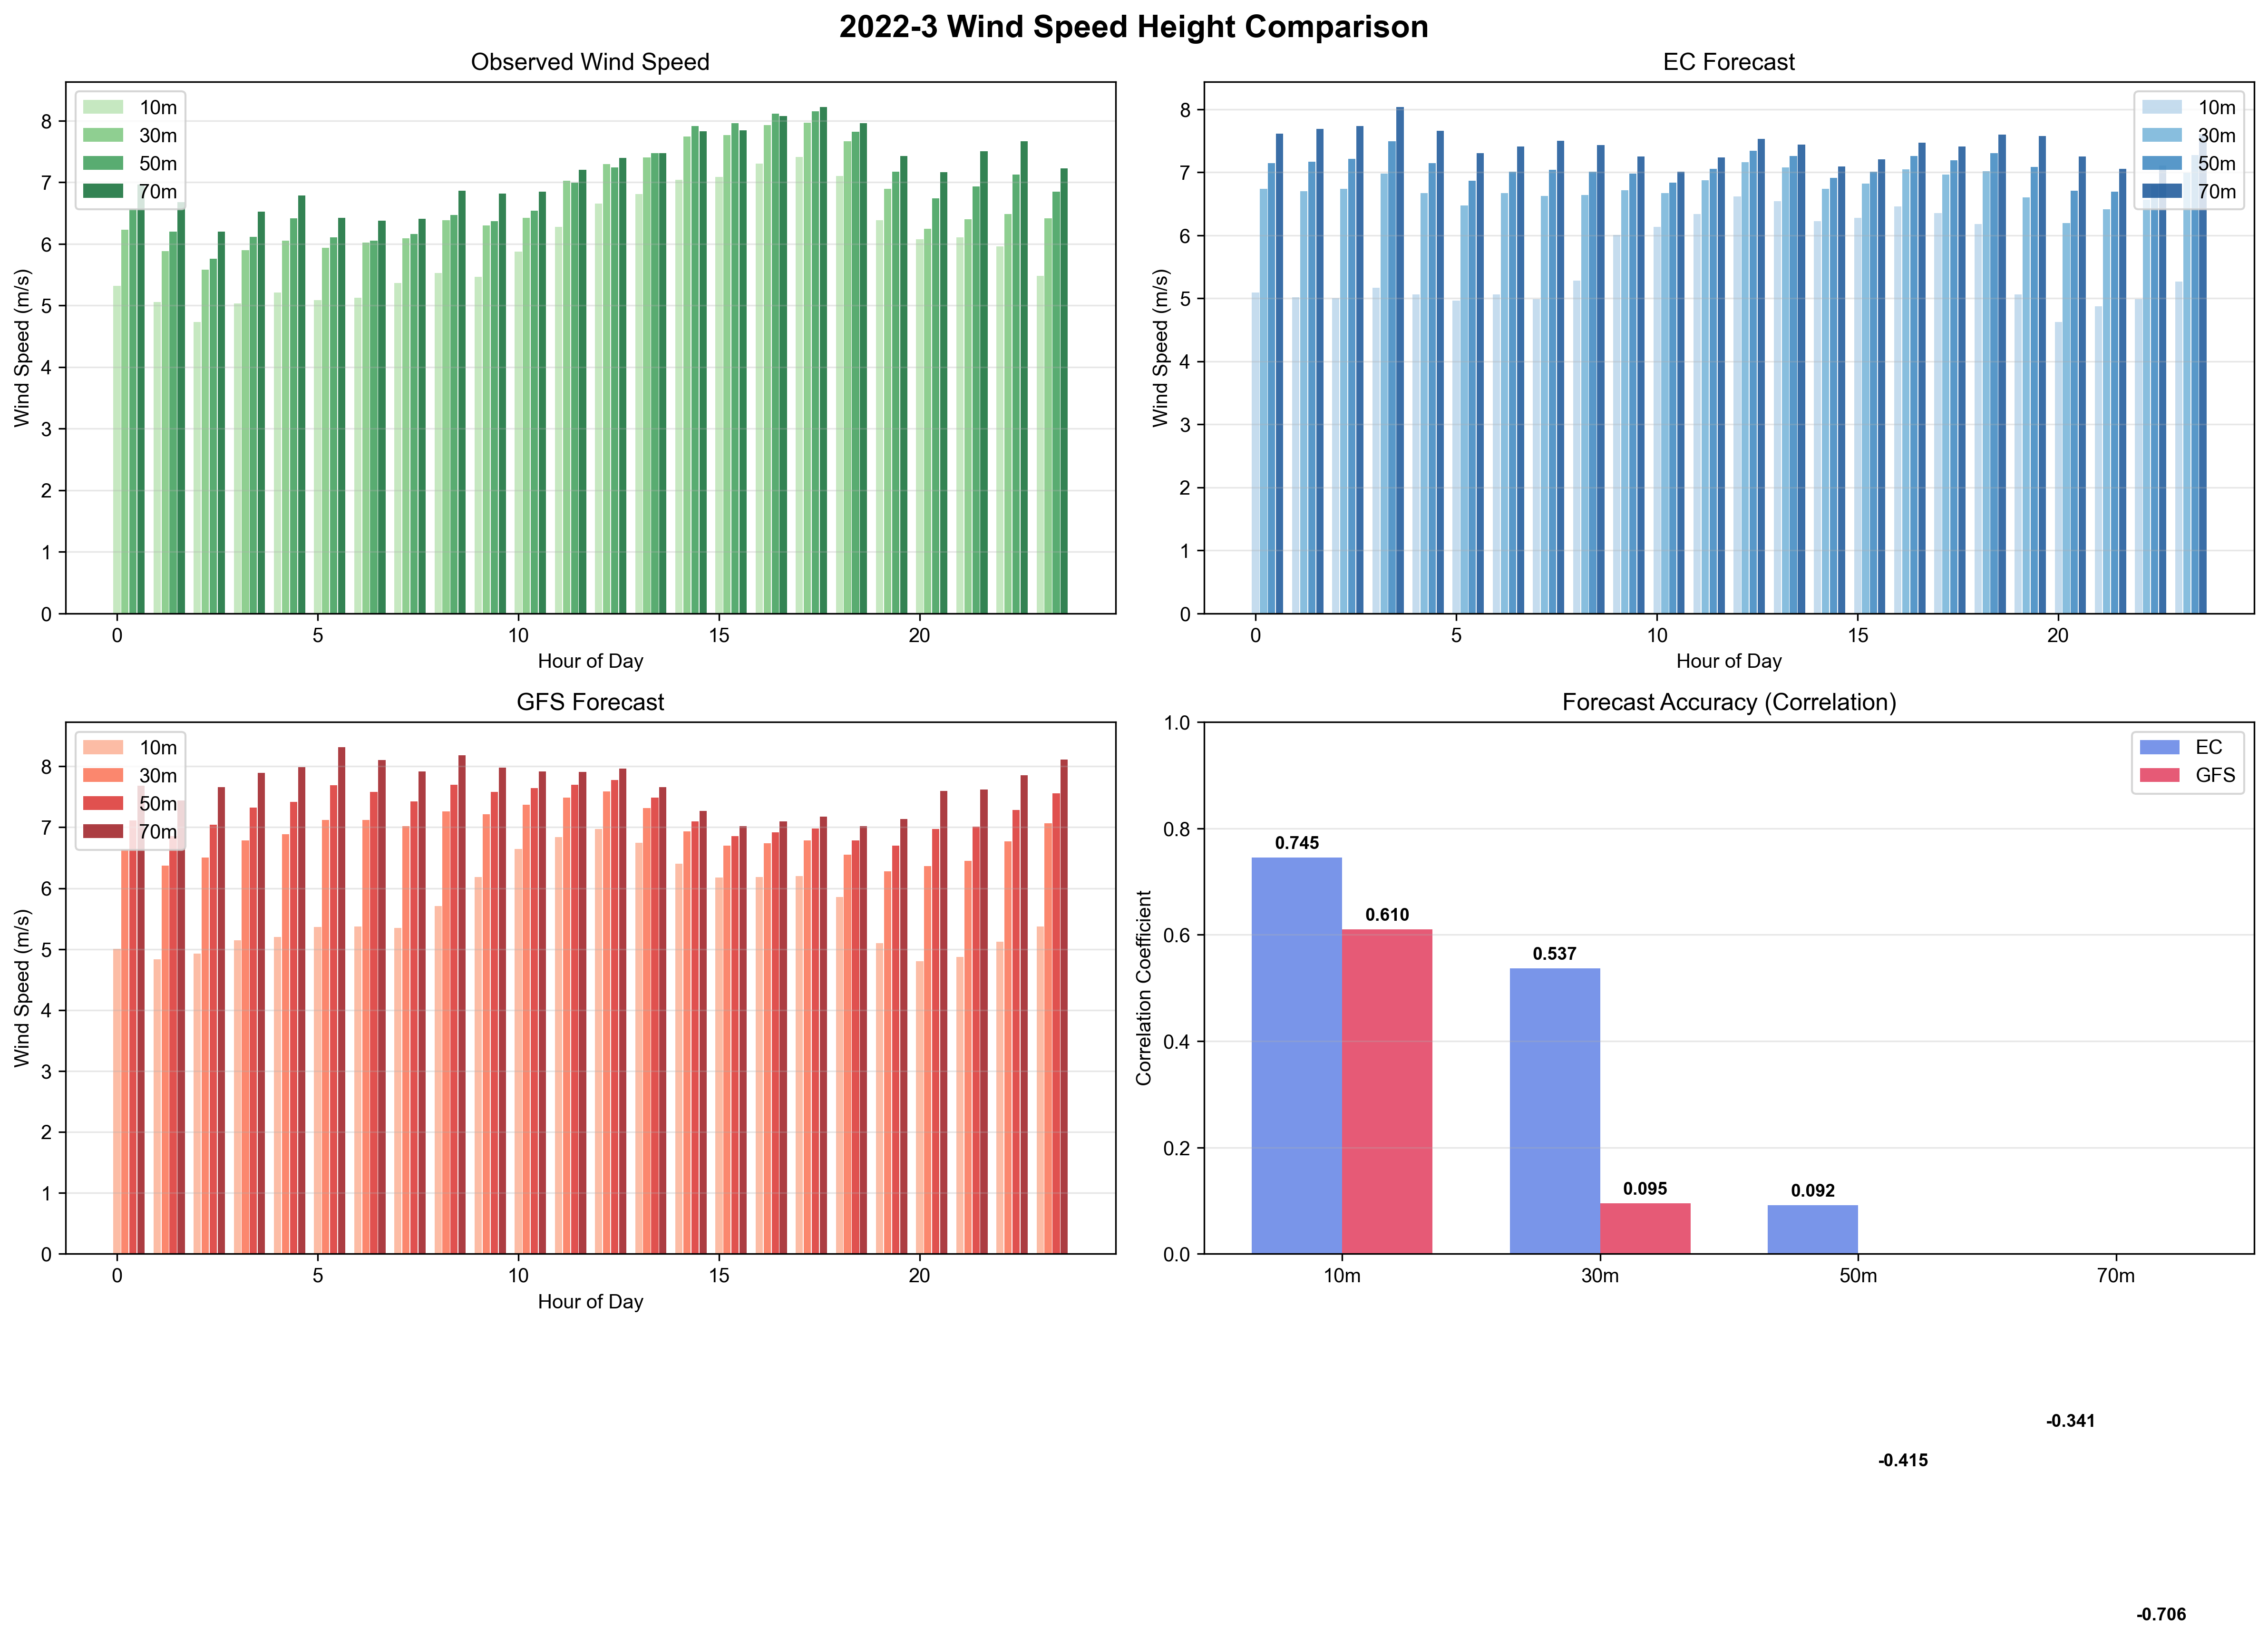 2022-3 Wind Speed Height Comparison
Observed Wind Speed
10m
30m
50m
70m
8
7
6
5
4
3
2
1
0
Wind Speed (m/s)
0 5 10 15 20
Hour of Day
EC Forecast
10m
30m
50m
70m
8
7
6
5
4
3
2
1
0
Wind Speed (m/s)
0 5 10 15 20
Hour of Day
GFS Forecast
10m
30m
50m
70m
8
7
6
5
4
3
2
1
0
Wind Speed (m/s)
0 5 10 15 20
Hour of Day
Forecast Accuracy (Correlation)
EC
GFS
1.0
0.8
0.6
0.4
0.2
0.0
Correlation Coefficient
0.745
0.610
0.537
0.095
0.092
10m 30m 50m 70m
-0.341
-0.415
-0.706